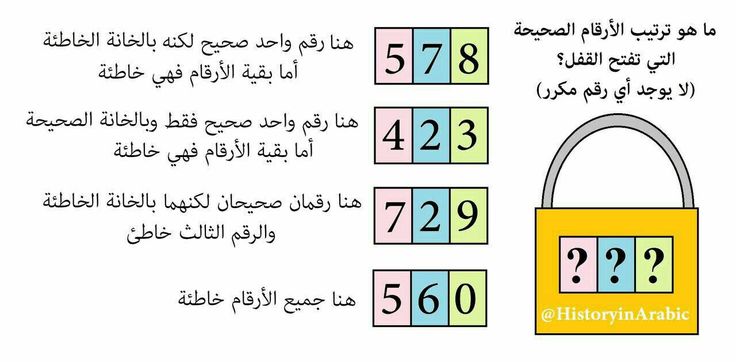 ما هو ترتيب الأرقام الصحيحة
التي تفتح القفل؟
(لا يوجد أي رقم مكرر)
? ? ?
@HistoryinArabic
5 7 8
هنا رقم واحد صحيح لكنه بالخانة الخاطئة
أما بقية الأرقام فهي خاطئة
4 2 3
هنا رقم واحد صحيح فقط وبالخانة الصحيحة
أما بقية الأرقام فهي خاطئة
7 2 9
هنا رقمان صحيحان لكنهما بالخانة الخاطئة
والرقم الثالث خاطئ
5 6 0
هنا جميع الأرقام خاطئة